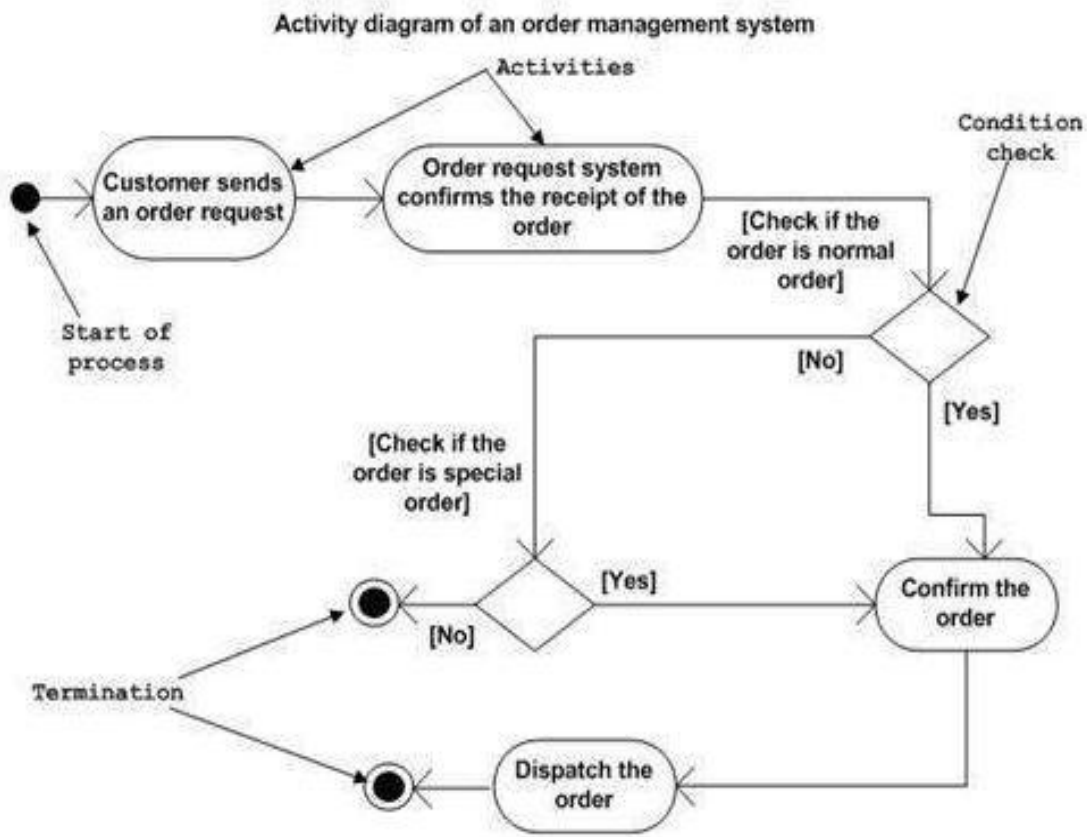 Activity diagram of an order management system
Activities
Condition
check
Customer sends
an order request
Order request system
confirms the receipt of the
order
[Check if the
order is normal
order]
Start of
process
[No]
[Yes]
[Check if the
order is special
order]
[Yes]
Confirm the
order
[No]
Termination
Dispatch the
order